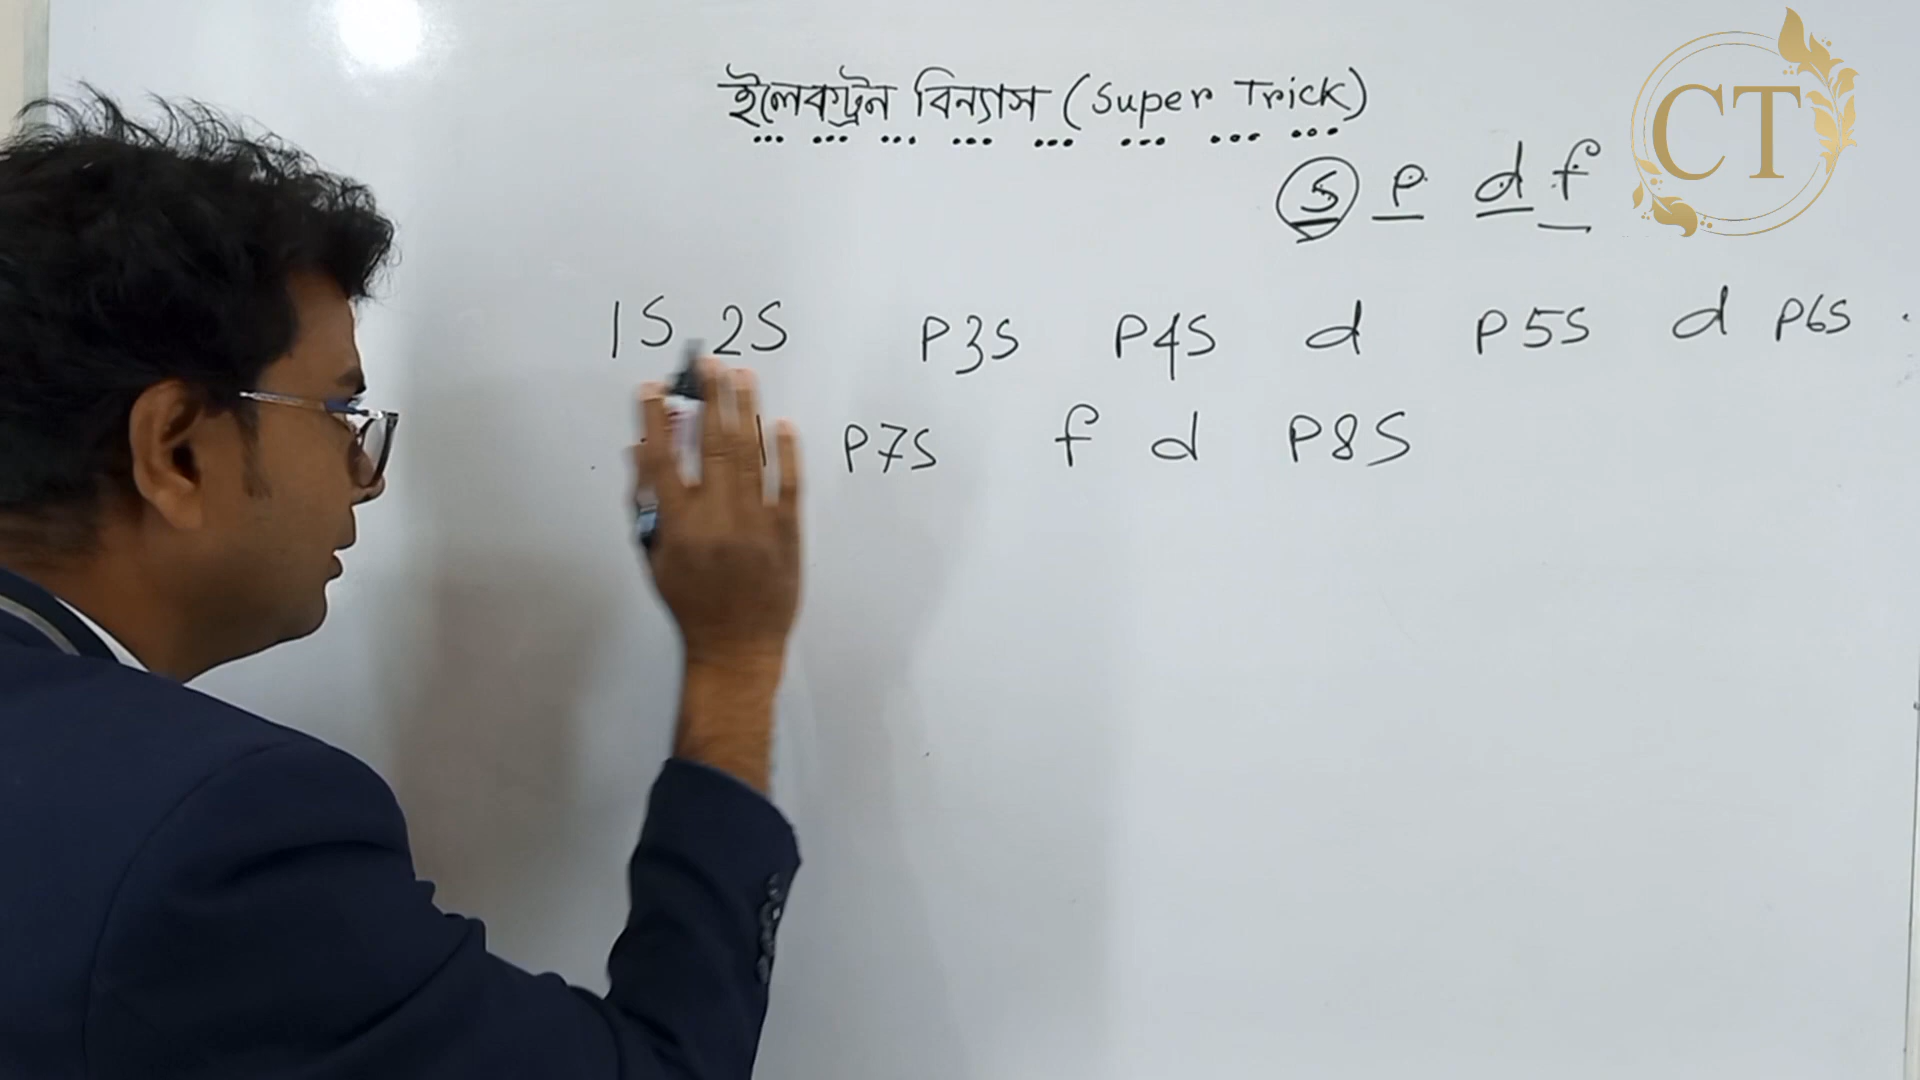 ইলেকট্রন বিন্যাস (Super Trick)
S P d f
CT
1S 2S P3S P4S d P5S d P6S
P7S f d P8S